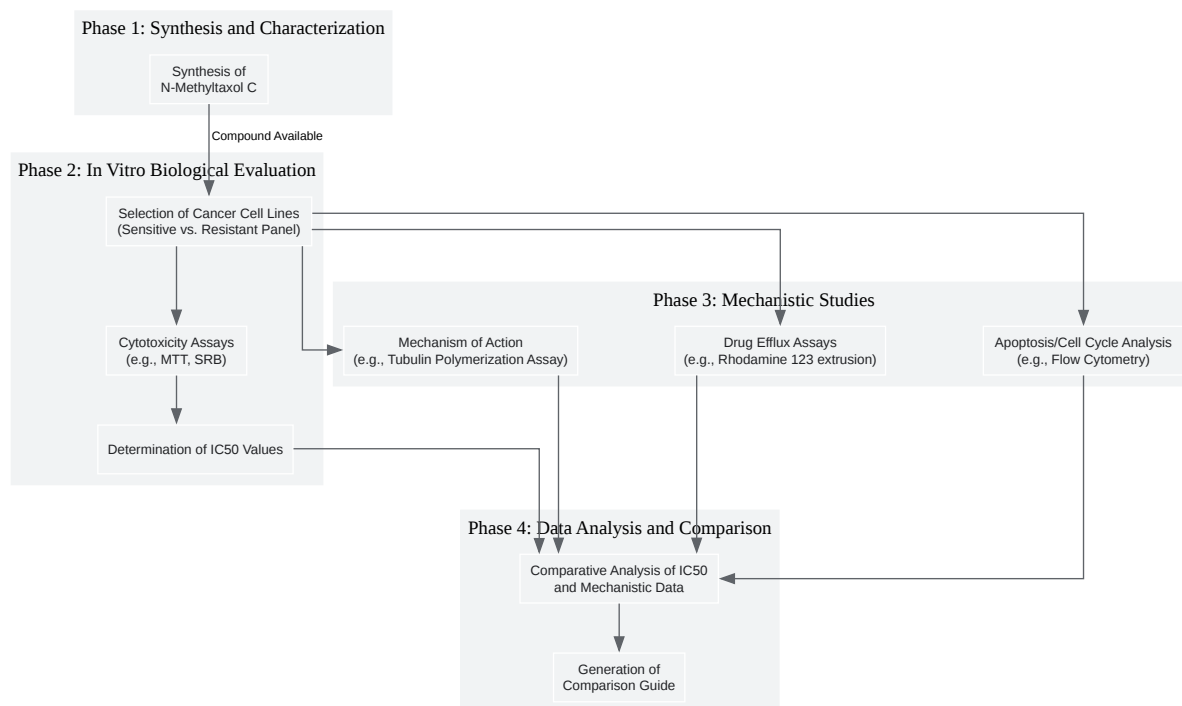 Phase 1: Synthesis and Characterization
Synthesis of
N-Methyltaxol C
Compound Available
Phase 2: In Vitro Biological Evaluation
Selection of Cancer Cell Lines
(Sensitive vs. Resistant Panel)
Cytotoxicity Assays
(e.g., MTT, SRB)
Determination of IC50 Values
Phase 3: Mechanistic Studies
Mechanism of Action
(e.g., Tubulin Polymerization Assay)
Drug Efflux Assays
(e.g., Rhodamine 123 extrusion)
Apoptosis/Cell Cycle Analysis
(e.g., Flow Cytometry)
Phase 4: Data Analysis and Comparison
Comparative Analysis of IC50
and Mechanistic Data
Generation of
Comparison Guide